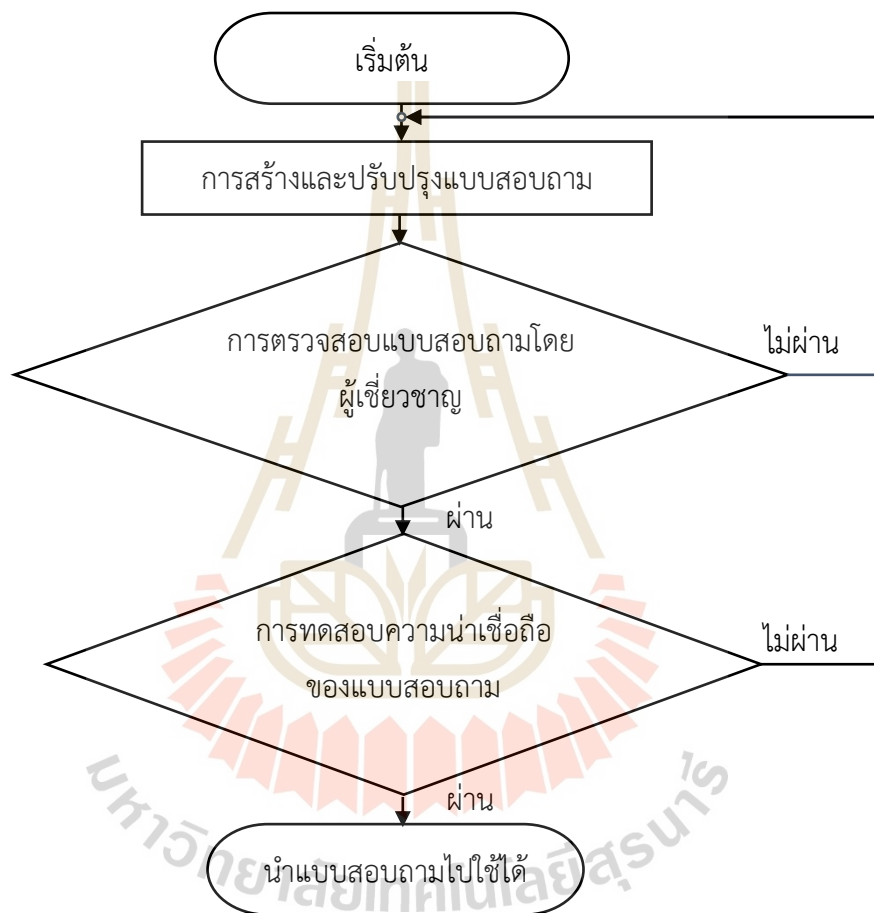 เริ่มต้น
การสร้างและปรับปรุงแบบสอบถาม
การตรวจสอบแบบสอบถามโดย
ผู้เชี่ยวชาญ
ไม่ผ่าน
ผ่าน
การทดสอบความน่าเชื่อถือ
ของแบบสอบถาม
ไม่ผ่าน
ผ่าน
นำแบบสอบถามไปใช้ได้
มหาวิทยาลัยเทคโนโลยีสุรนารี